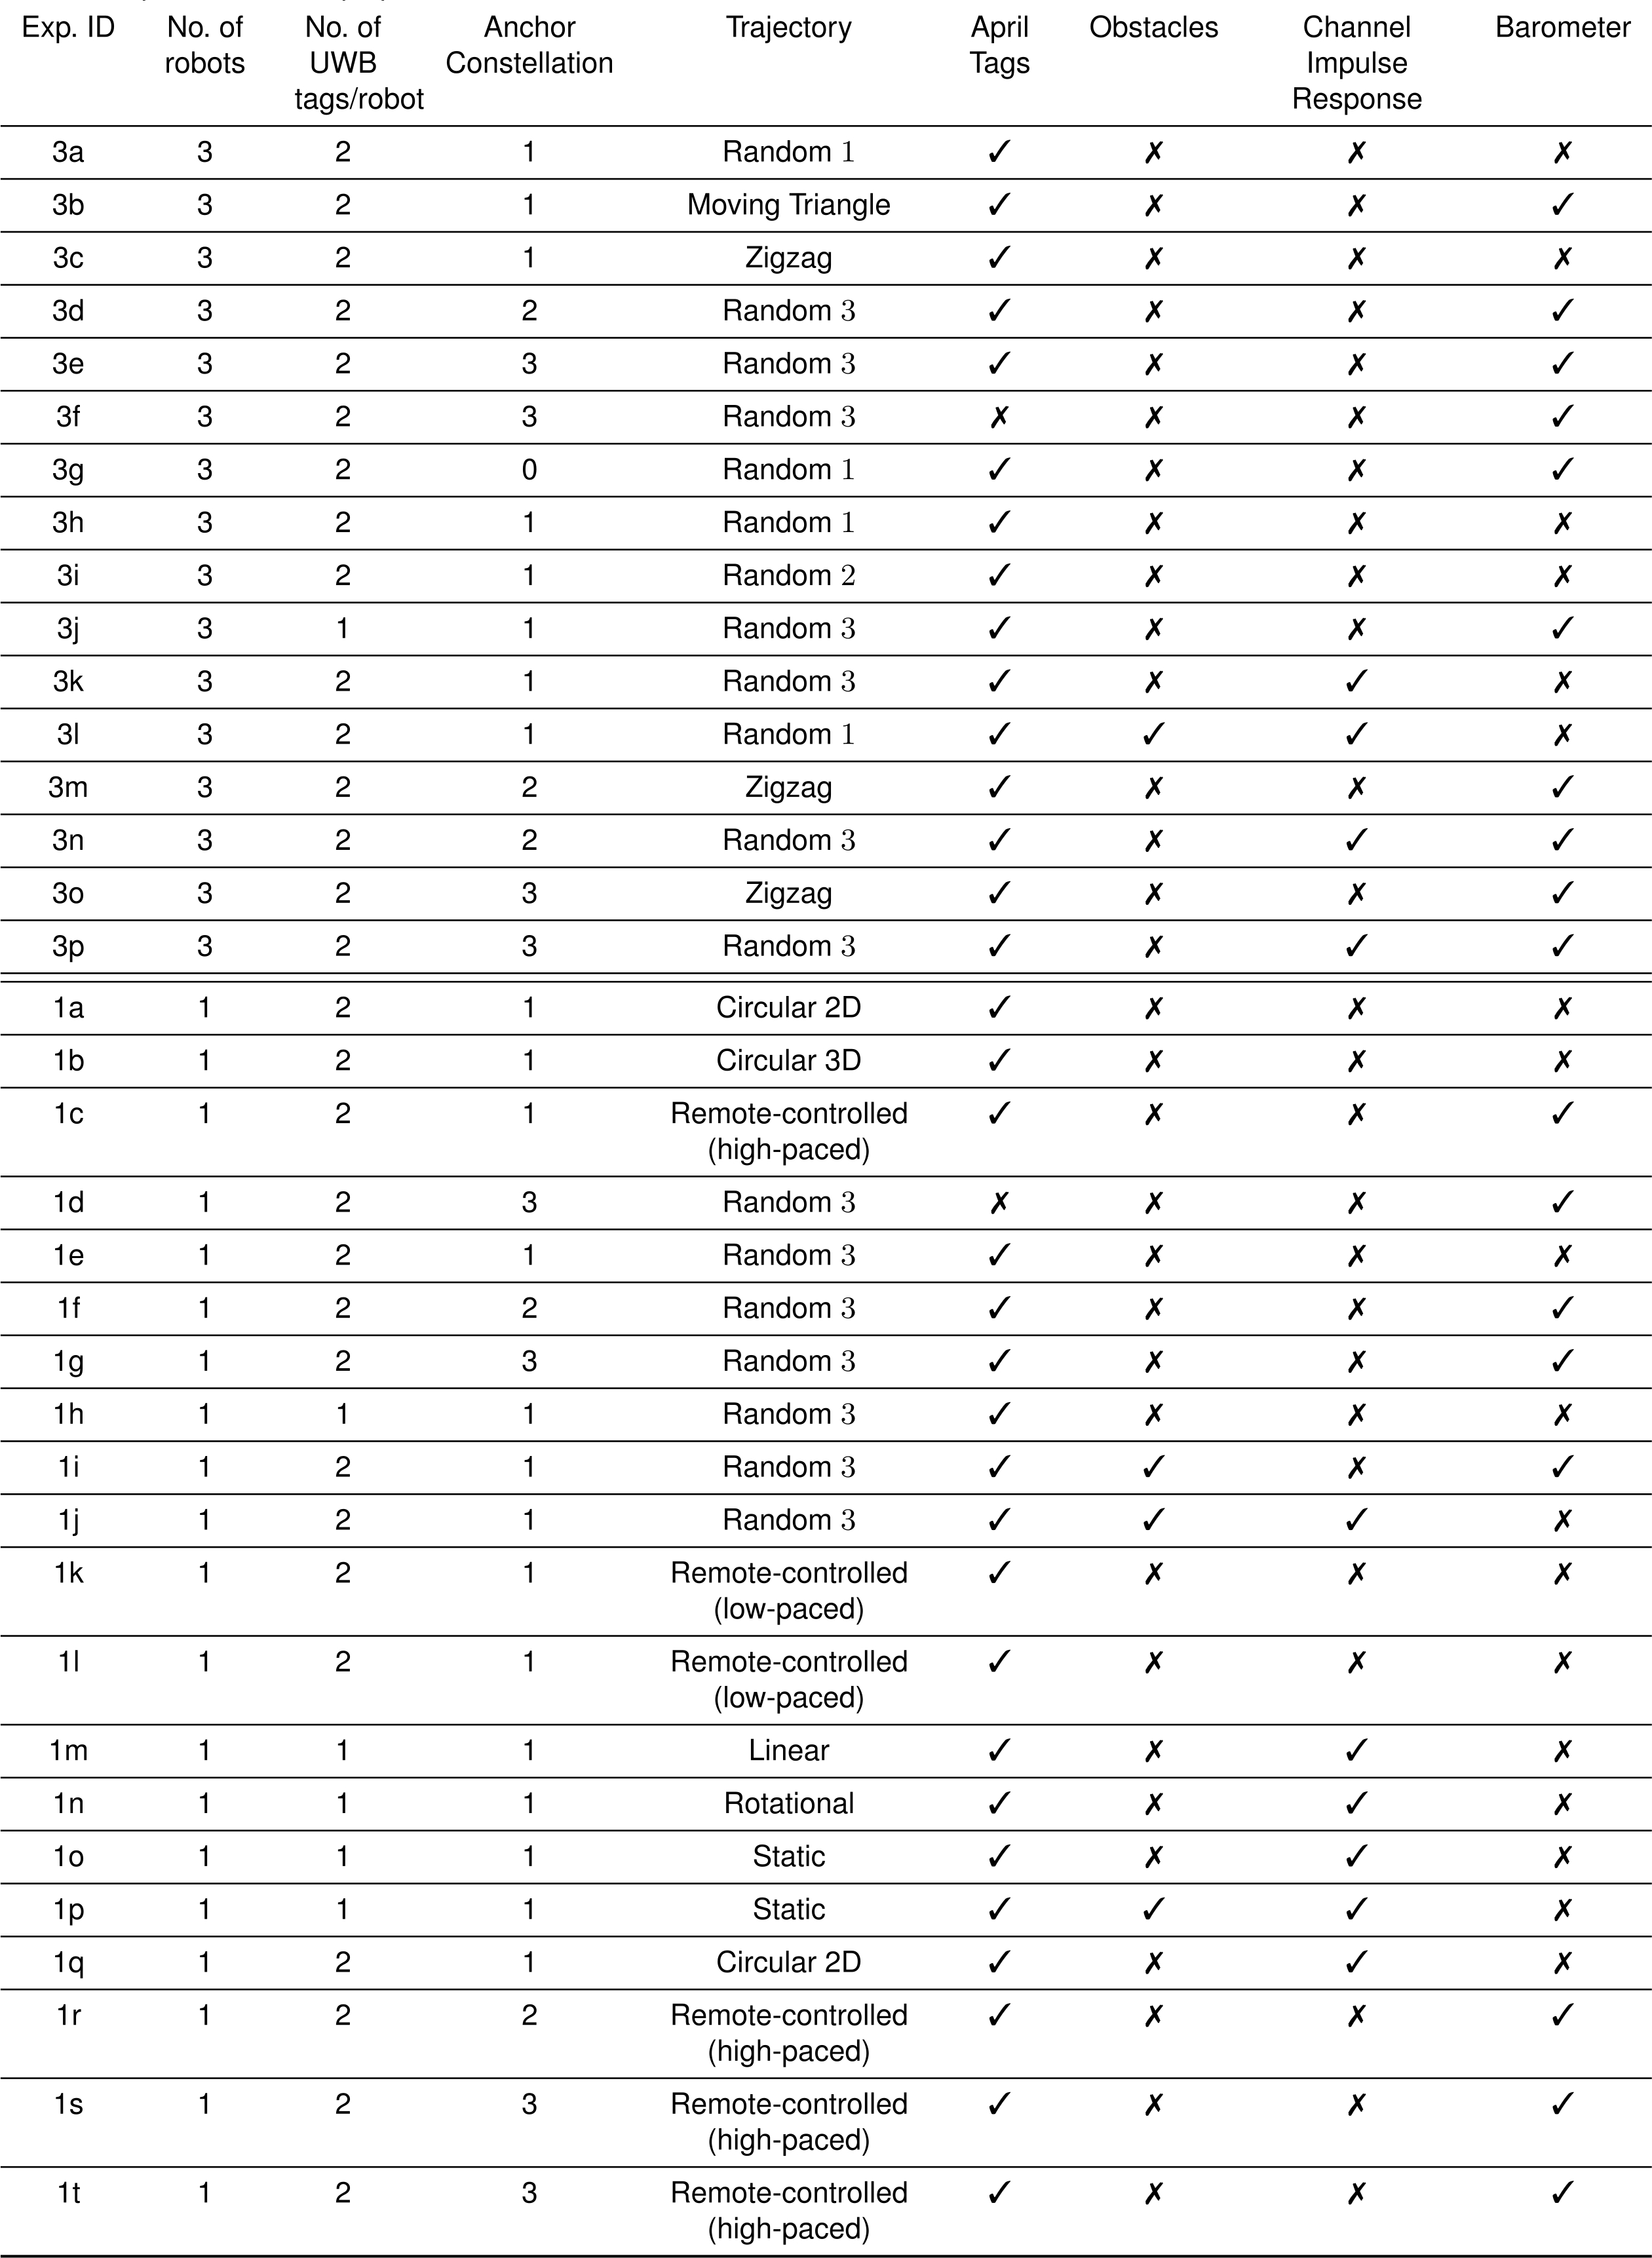 Exp. ID No. of robots No. of UWB tags/robot Anchor Constellation Trajectory April Tags Obstacles Channel Impulse Response Barometer
3a 3 2 1 Random 1 ✓ ✗ ✗ ✗
3b 3 2 1 Moving Triangle ✓ ✗ ✗ ✓
3c 3 2 1 Zigzag ✓ ✗ ✗ ✗
3d 3 2 2 Random 3 ✓ ✗ ✗ ✓
3e 3 2 3 Random 3 ✓ ✗ ✗ ✓
3f 3 2 3 Random 3 ✗ ✗ ✗ ✓
3g 3 2 0 Random 1 ✓ ✗ ✗ ✓
3h 3 2 1 Random 1 ✓ ✗ ✗ ✗
3i 3 2 1 Random 2 ✓ ✗ ✗ ✗
3j 3 1 1 Random 3 ✓ ✗ ✗ ✓
3k 3 2 1 Random 3 ✓ ✗ ✓ ✗
3l 3 2 1 Random 1 ✓ ✓ ✓ ✗
3m 3 2 2 Zigzag ✓ ✗ ✗ ✓
3n 3 2 2 Random 3 ✓ ✗ ✓ ✓
3o 3 2 3 Zigzag ✓ ✗ ✗ ✓
3p 3 2 3 Random 3 ✓ ✗ ✓ ✓
1a 1 2 1 Circular 2D ✓ ✗ ✗ ✗
1b 1 2 1 Circular 3D ✓ ✗ ✗ ✗
1c 1 2 1 Remote-controlled (high-paced) ✓ ✗ ✗ ✓
1d 1 2 3 Random 3 ✗ ✗ ✗ ✓
1e 1 2 1 Random 3 ✓ ✗ ✗ ✗
1f 1 2 2 Random 3 ✓ ✗ ✗ ✓
1g 1 2 3 Random 3 ✓ ✗ ✗ ✓
1h 1 1 1 Random 3 ✓ ✗ ✗ ✗
1i 1 2 1 Random 3 ✓ ✓ ✗ ✓
1j 1 2 1 Random 3 ✓ ✓ ✓ ✗
1k 1 2 1 Remote-controlled (low-paced) ✓ ✗ ✗ ✗
1l 1 2 1 Remote-controlled (low-paced) ✓ ✗ ✗ ✗
1m 1 1 1 Linear ✓ ✗ ✓ ✗
1n 1 1 1 Rotational ✓ ✗ ✓ ✗
1o 1 1 1 Static ✓ ✗ ✓ ✗
1p 1 1 1 Static ✓ ✓ ✓ ✗
1q 1 2 1 Circular 2D ✓ ✗ ✓ ✗
1r 1 2 2 Remote-controlled (high-paced) ✓ ✗ ✗ ✓
1s 1 2 3 Remote-controlled (high-paced) ✓ ✗ ✗ ✓
1t 1 2 3 Remote-controlled (high-paced) ✓ ✗ ✗ ✓